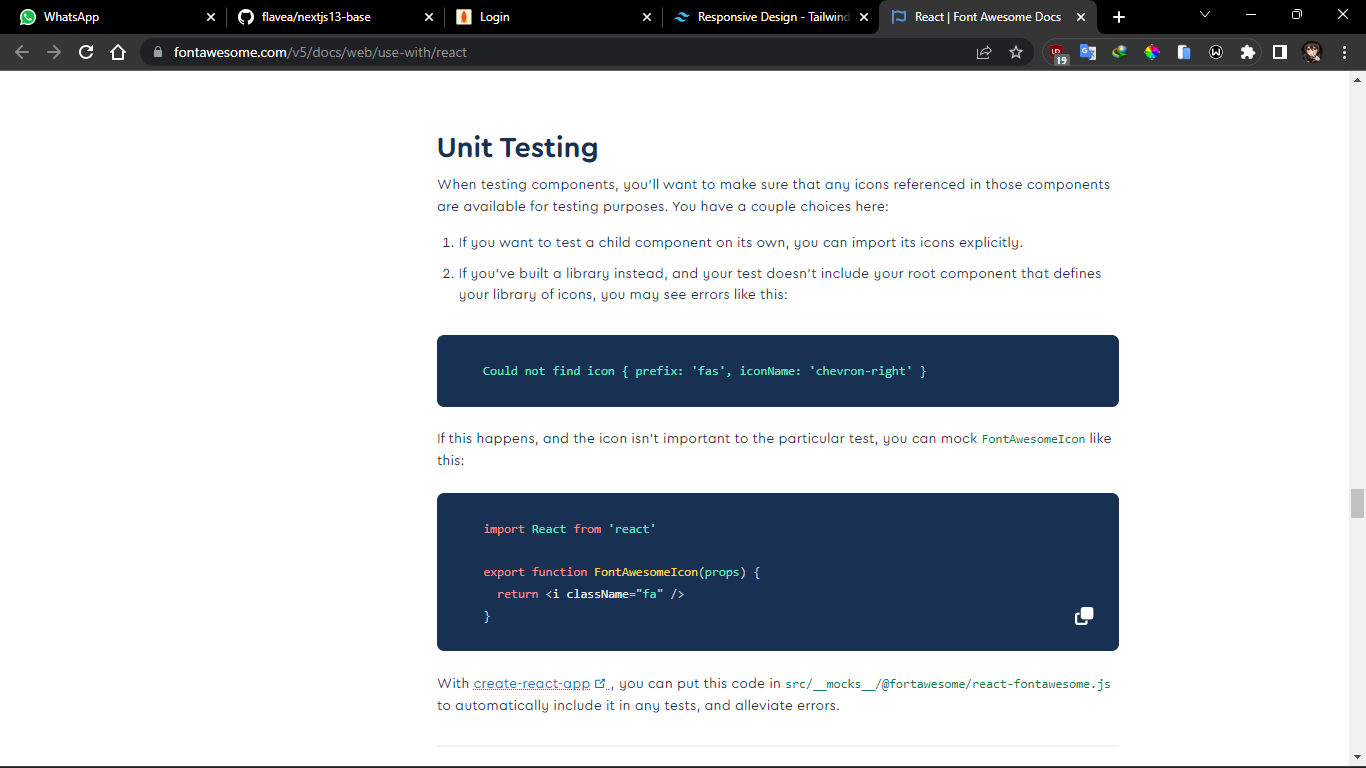 WhatsApp
flavea/nextjs13-base
Login
Responsive Design - Tailwind
React | Font Awesome Docs
fontawesome.com/v5/docs/web/use-with/react
19
Unit Testing
When testing components, you'll want to make sure that any icons referenced in those components
are available for testing purposes. You have a couple choices here:
1. If you want to test a child component on its own, you can import its icons explicitly.
2. If you've built a library instead, and your test doesn't include your root component that defines
your library of icons, you may see errors like this:
Could not find icon { prefix: 'fas', iconName: 'chevron-right' }
If this happens, and the icon isn't important to the particular test, you can mock FontAwesomeIcon like
this:
import React from 'react'
export function FontAwesomeIcon(props) {
return <i className="fa" />
}
With create-react-app , you can put this code in src/__mocks__/@fortawesome/react-fontawesome.js
to automatically include it in any tests, and alleviate errors.